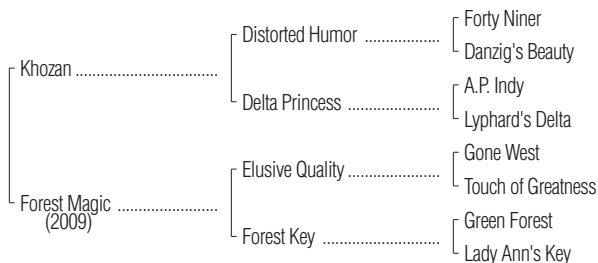 Forty Niner
Distorted Humor ..................
Danzig's Beauty
Khozan ..................................
A.P. Indy
Delta Princess ......................
Lyphard's Delta
Gone West
Elusive Quality ......................
Touch of Greatness
Forest Magic ........................
(2009)
Green Forest
Forest Key ............................
Lady Ann's Key